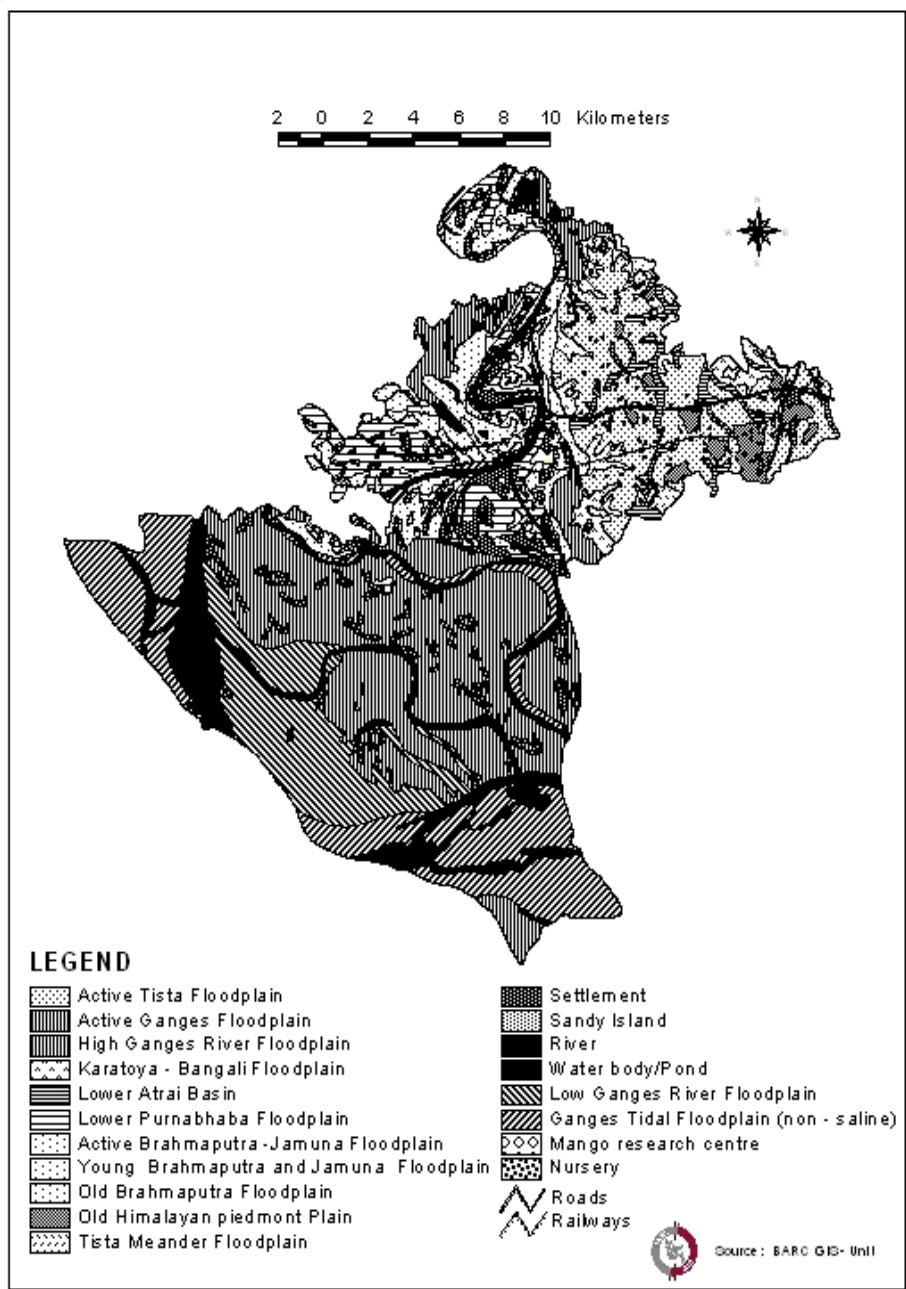 2 0 2 4 6 8 10 Kilometers
N
W E
S
LEGEND
Active Tista Floodplain
Active Ganges Floodplain
High Ganges River Floodplain
Karatoya - Bangali Floodplain
Lower Atrai Basin
Lower Purnabhaba Floodplain
Active Brahmaputra -Jamuna Floodplain
Young Brahmaputra and Jamuna Floodplain
Old Brahmaputra Floodplain
Old Himalayan piedmont Plain
Tista Meander Floodplain
Settlement
Sandy Island
River
Water body/Pond
Low Ganges River Floodplain
Ganges Tidal Floodplain (non - saline)
Mango research centre
Nursery
Roads
Railways
Source : BARC GIS- Unit